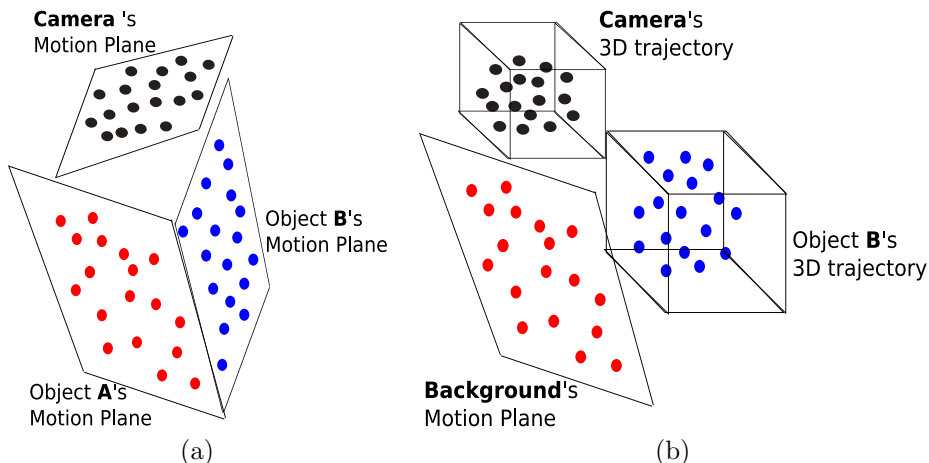 Camera 's
Motion Plane
Object B's
Motion Plane
Object A's
Motion Plane
(a)
Camera's
3D trajectory
Object B's
3D trajectory
Background's
Motion Plane
(b)